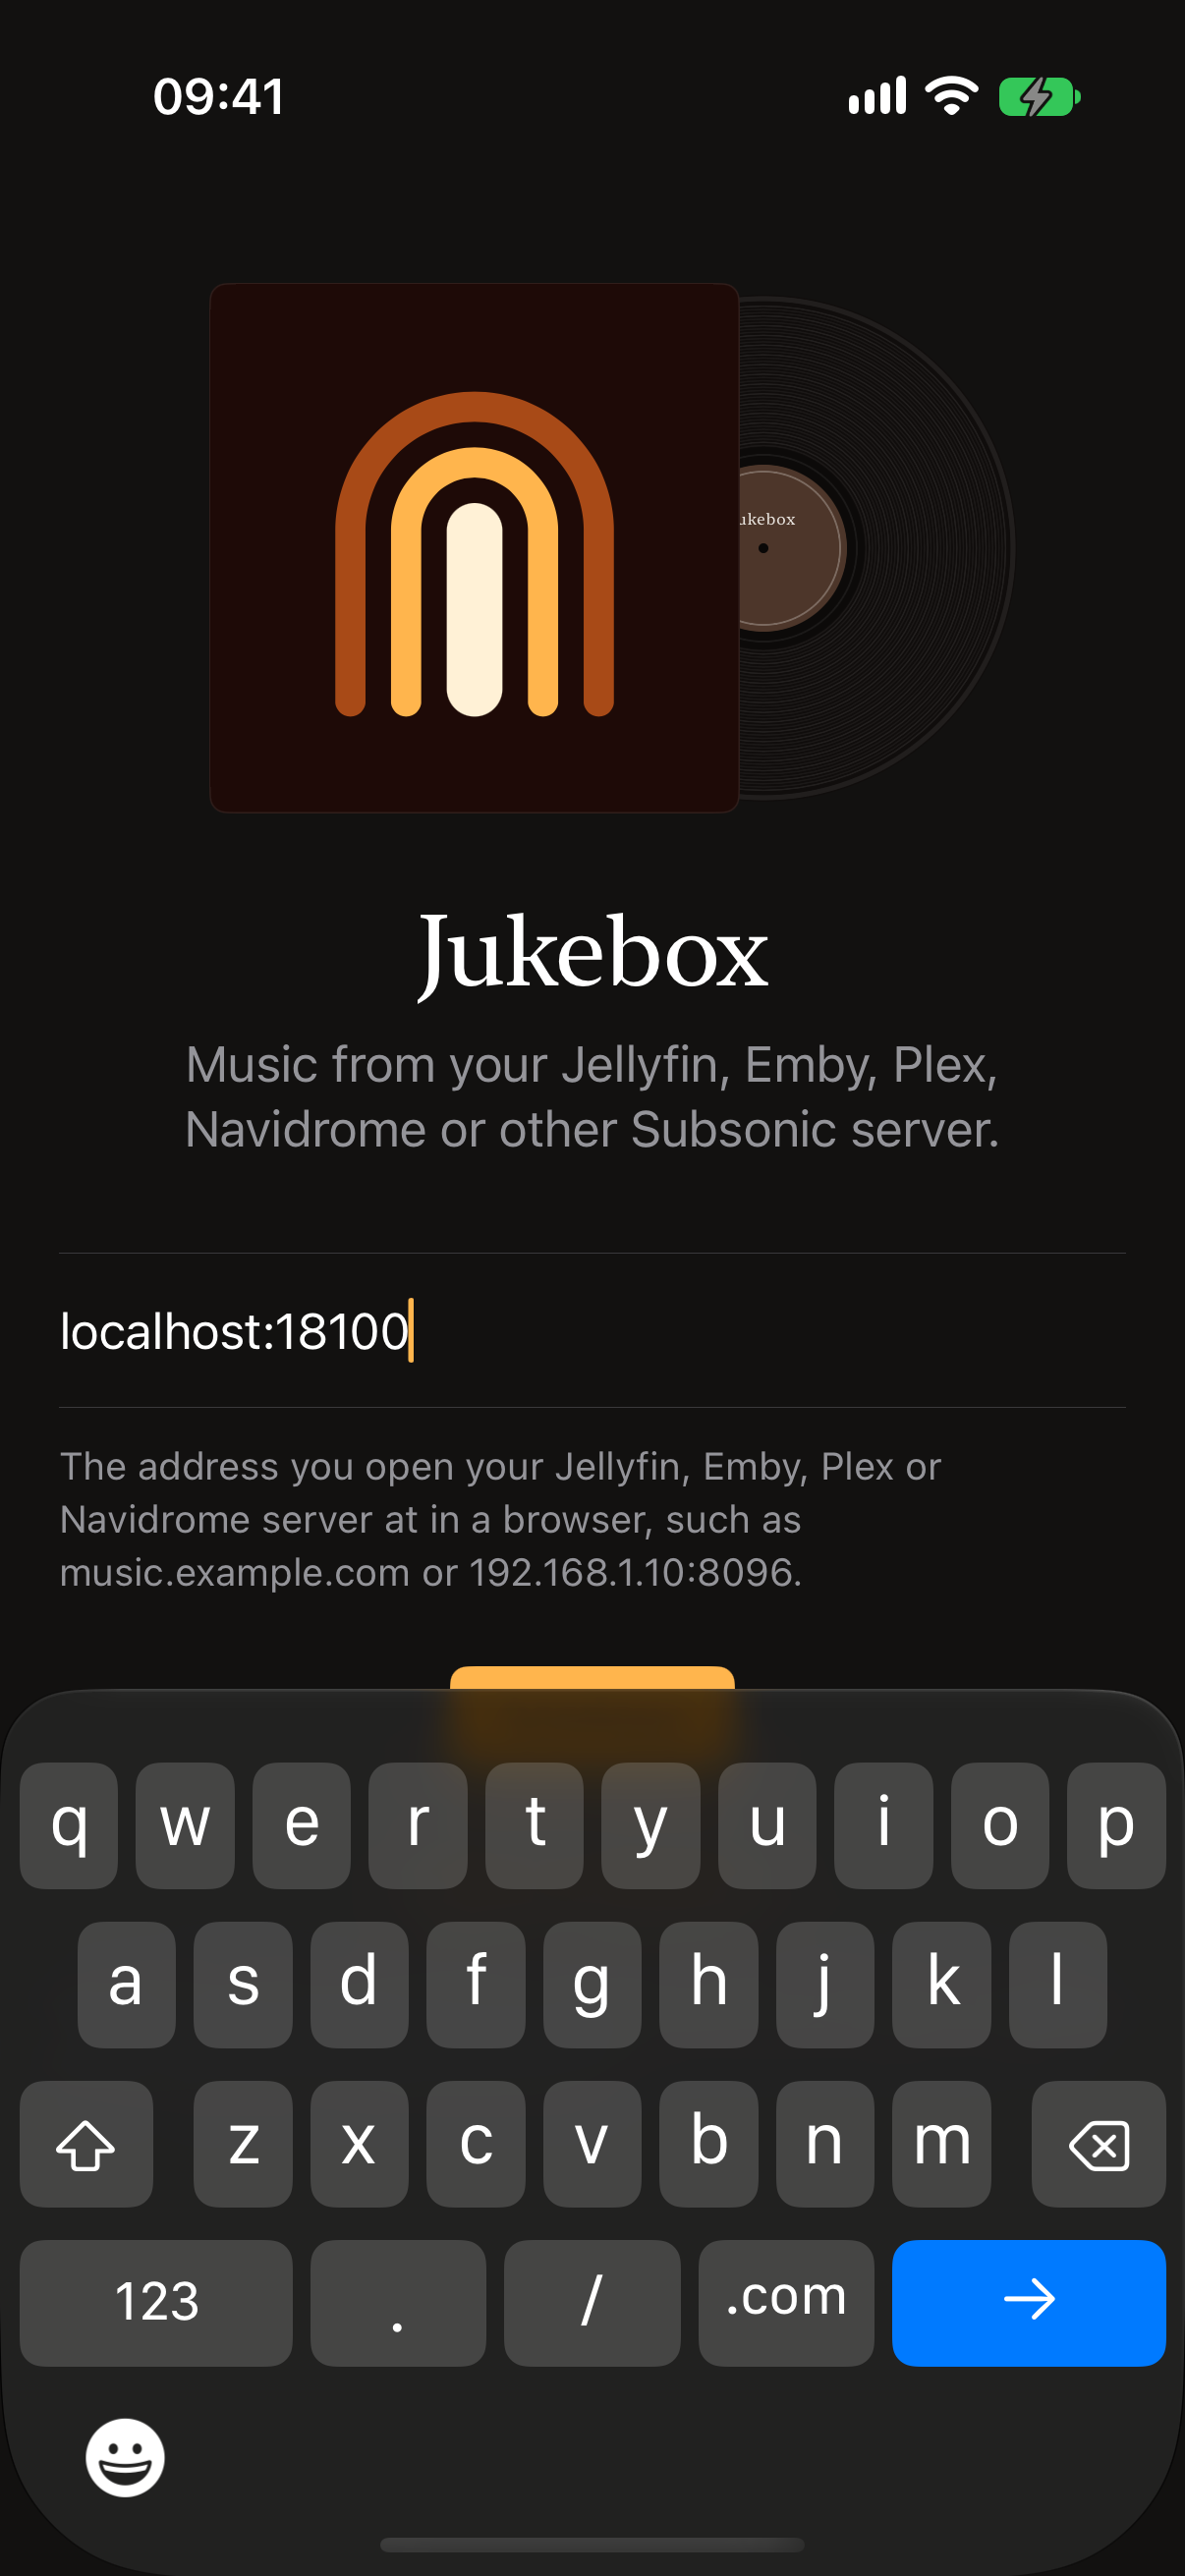 09:41
ukebox
Jukebox
Music from your Jellyfin, Emby, Plex,
Navidrome or other Subsonic server.
localhost:18100
The address you open your Jellyfin, Emby, Plex or
Navidrome server at in a browser, such as
music.example.com or 192.168.1.10:8096.
q w e r t y u i o p
a s d f g h j k l
z x c v b n m
123 . / .com